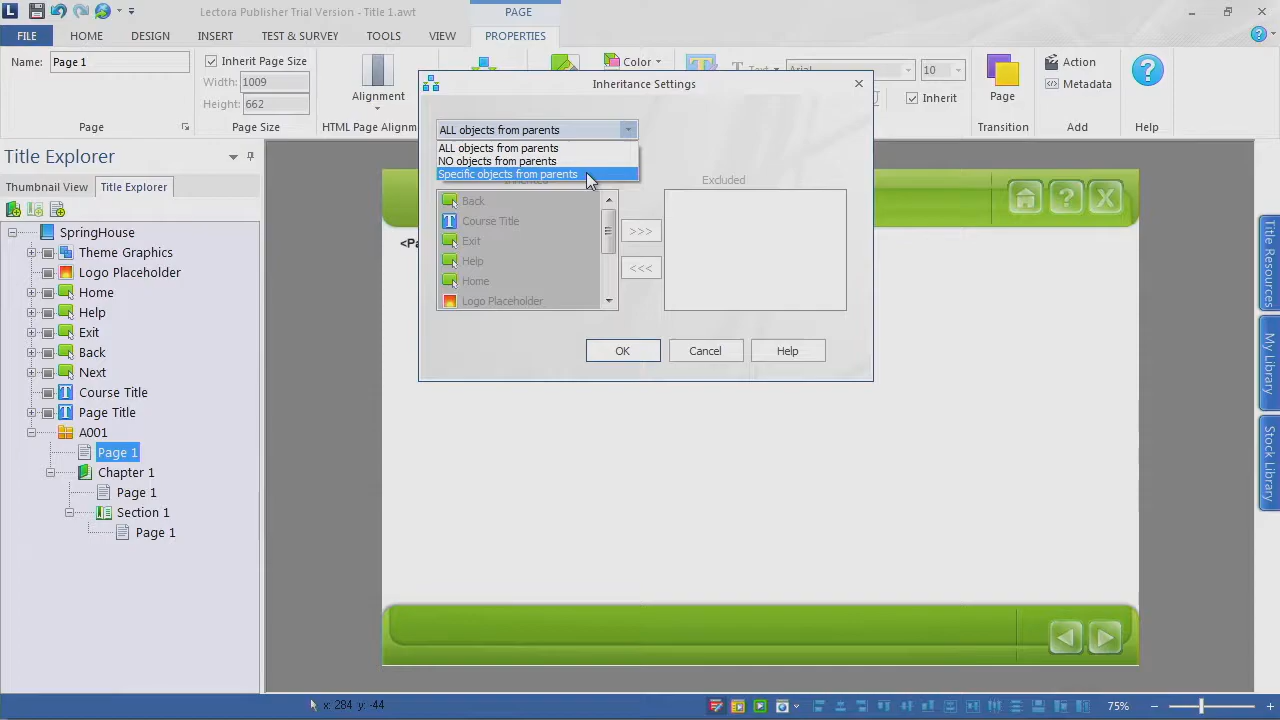 Lectora Publisher Trial Version - Title 1.awt
PAGE
FILE
HOME
DESIGN
INSERT
TEST & SURVEY
TOOLS
VIEW
PROPERTIES
Name: Page 1
Inherit Page Size
Width: 1009
Height: 662
Alignment
Color
Text
Arial
10
Inherit
Page
Action
Metadata
Page
Page Size
HTML Page Alignm
Transition
Add
Help
Inheritance Settings
ALL objects from parents
ALL objects from parents
NO objects from parents
Specific objects from parents
Excluded
Back
Course Title
Exit
Help
Home
Logo Placeholder
>>>
<<<
OK
Cancel
Help
Title Explorer
Thumbnail View
Title Explorer
SpringHouse
Theme Graphics
Logo Placeholder
Home
Help
Exit
Back
Next
Course Title
Page Title
A001
Page 1
Chapter 1
Page 1
Section 1
Page 1
<Pa
?
X
Title Resources
My Library
Stock Library
x: 284 y: -44
75%